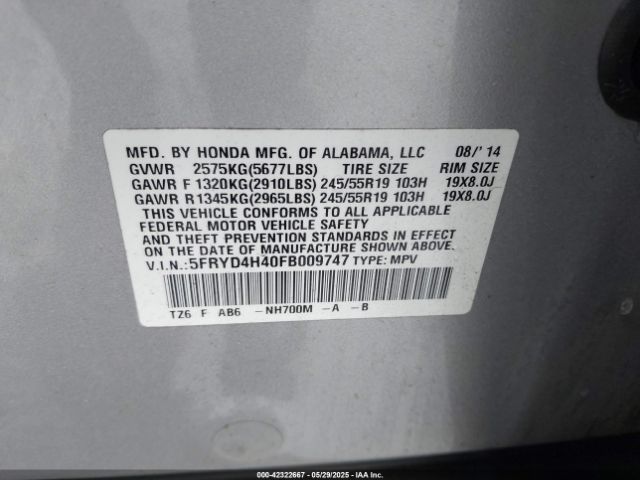 MFD. BY HONDA MFG. OF ALABAMA, LLC 08/'14
GVWR 2575KG(5677LBS) TIRE SIZE RIM SIZE
GAWR F 1320KG(2910LBS) 245/55R19 103H 19X8.0J
GAWR R 1345KG(2965LBS) 245/55R19 103H 19X8.0J
THIS VEHICLE CONFORMS TO ALL APPLICABLE
FEDERAL MOTOR VEHICLE SAFETY
AND THEFT PREVENTION STANDARDS IN EFFECT
ON THE DATE OF MANUFACTURE SHOWN ABOVE.
V.I.N.: 5FRYD4H40FB009747 TYPE: MPV
TZ6 F AB6 -NH700M -A -B
000-42322667 - 05/29/2025 - IAA Inc.